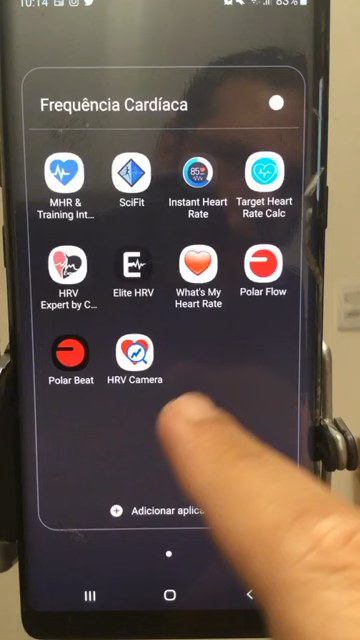 10:14
83%
Frequência Cardíaca
MHR &
Training Int...
SciFit
Instant Heart
Rate
Target Heart
Rate Calc
HRV
Expert by C...
Elite HRV
What's My
Heart Rate
Polar Flow
Polar Beat
HRV Camera
Adicionar aplica